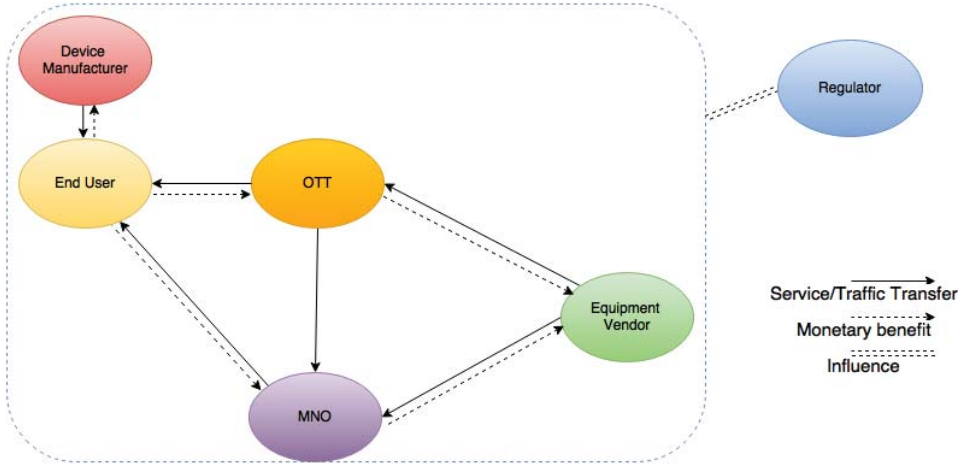 Device
Manufacturer
Regulator
End User
OTT
Equipment
Vendor
Service/Traffic Transfer
Monetary benefit
Influence
MNO